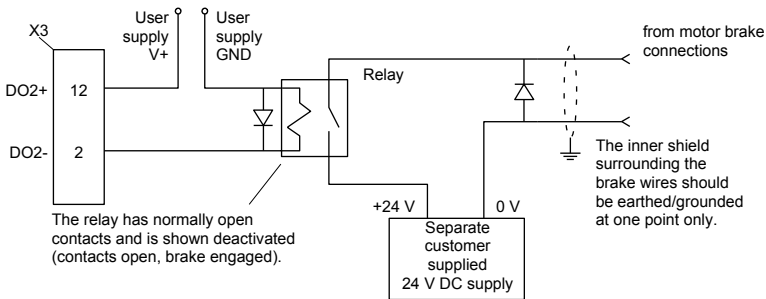 X3
User
supply
V+
User
supply
GND
from motor brake
connections
Relay
DO2+
12
DO2-
2
The inner shield
surrounding the
brake wires should
be earthed/grounded
at one point only.
The relay has normally open
contacts and is shown deactivated
(contacts open, brake engaged).
+24 V
0 V
Separate
customer
supplied
24 V DC supply